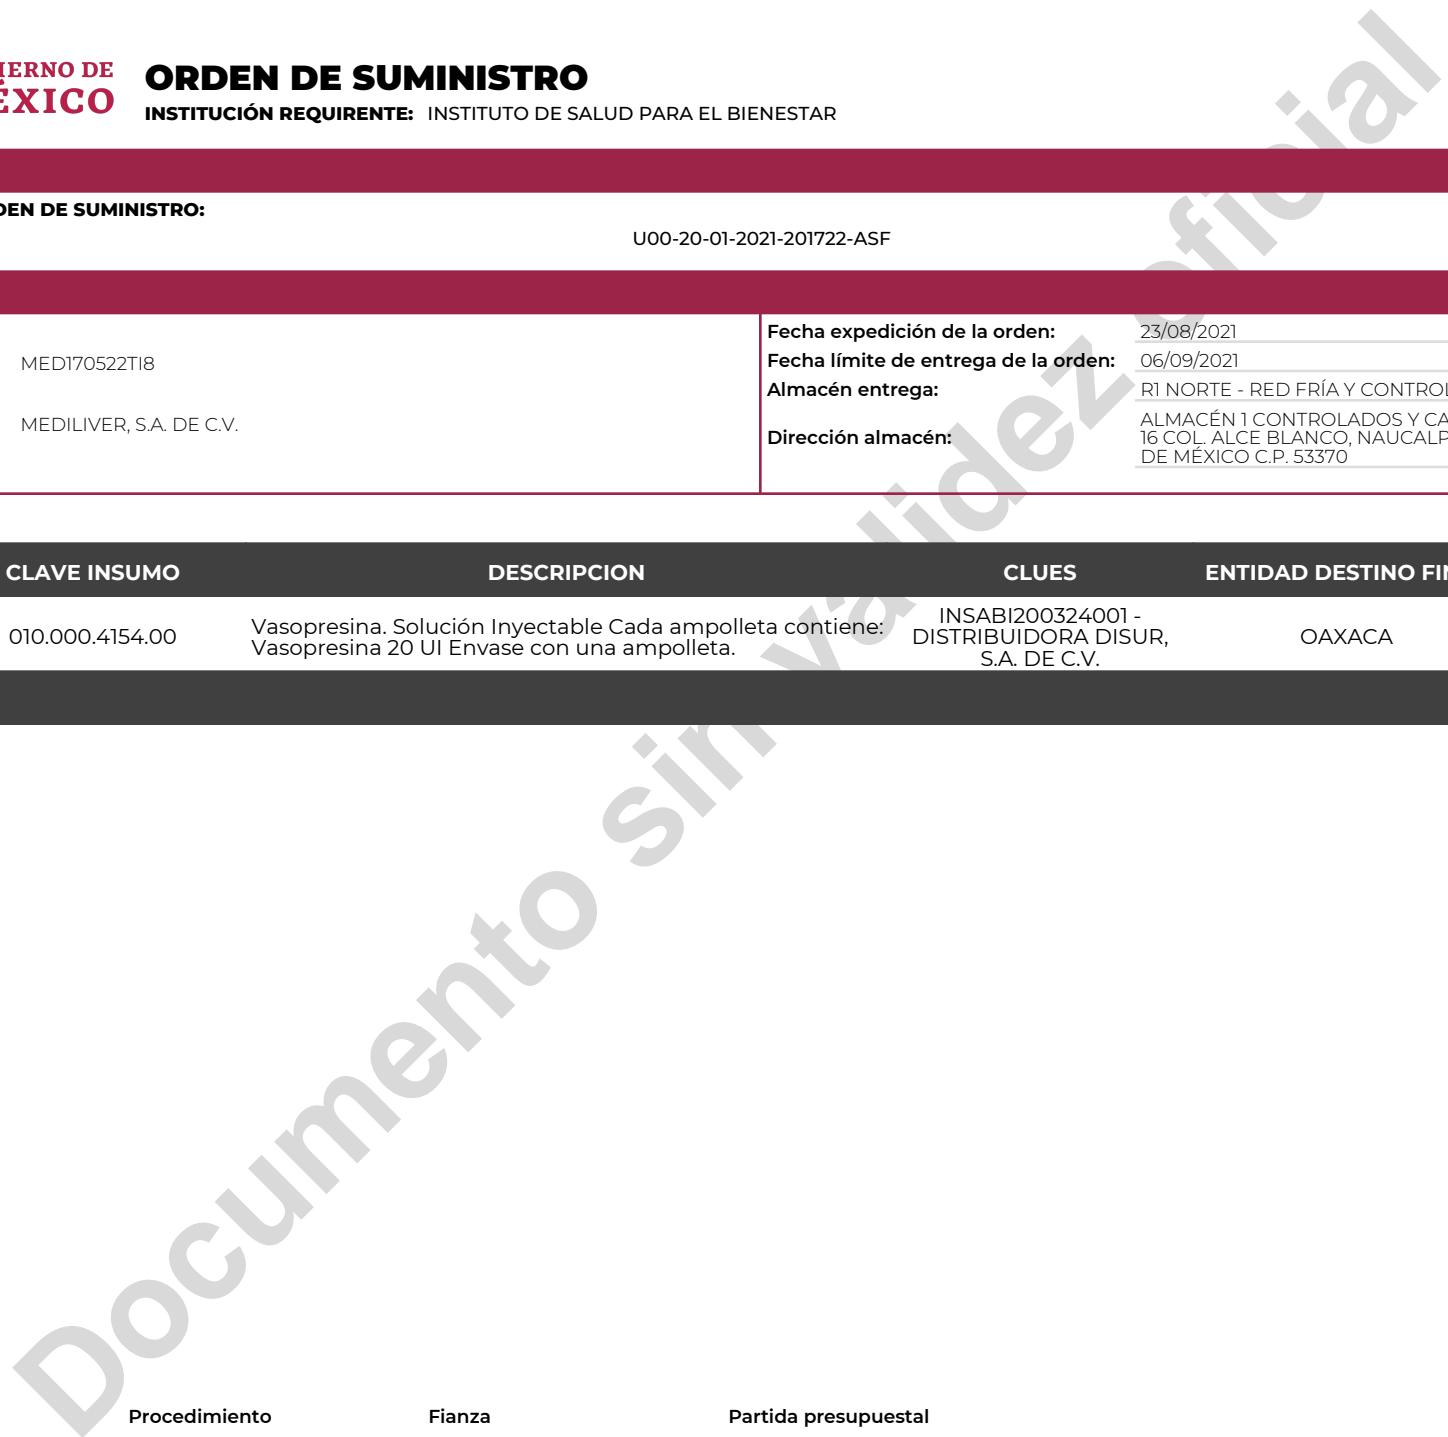 IERNO DE
ÉXICO
ORDEN DE SUMINISTRO
INSTITUCIÓN REQUIRENTE: INSTITUTO DE SALUD PARA EL BIENESTAR
DEN DE SUMINISTRO:
U00-20-01-2021-201722-ASF
MED170522TI8
MEDILIVER, S.A. DE C.V.
Fecha expedición de la orden: 23/08/2021
Fecha límite de entrega de la orden: 06/09/2021
Almacén entrega: R1 NORTE - RED FRÍA Y CONTROL
Dirección almacén: ALMACÉN 1 CONTROLADOS Y CA
16 COL. ALCE BLANCO, NAUCALP
DE MÉXICO C.P. 53370
CLAVE INSUMO DESCRIPCION CLUES ENTIDAD DESTINO FIN
010.000.4154.00
Vasopresina. Solución Inyectable Cada ampolleta contiene:
Vasopresina 20 UI Envase con una ampolleta.
INSABI200324001 -
DISTRIBUIDORA DISUR,
S.A. DE C.V.
OAXACA
Documento sin validez oficial
Procedimiento Fianza Partida presupuestal